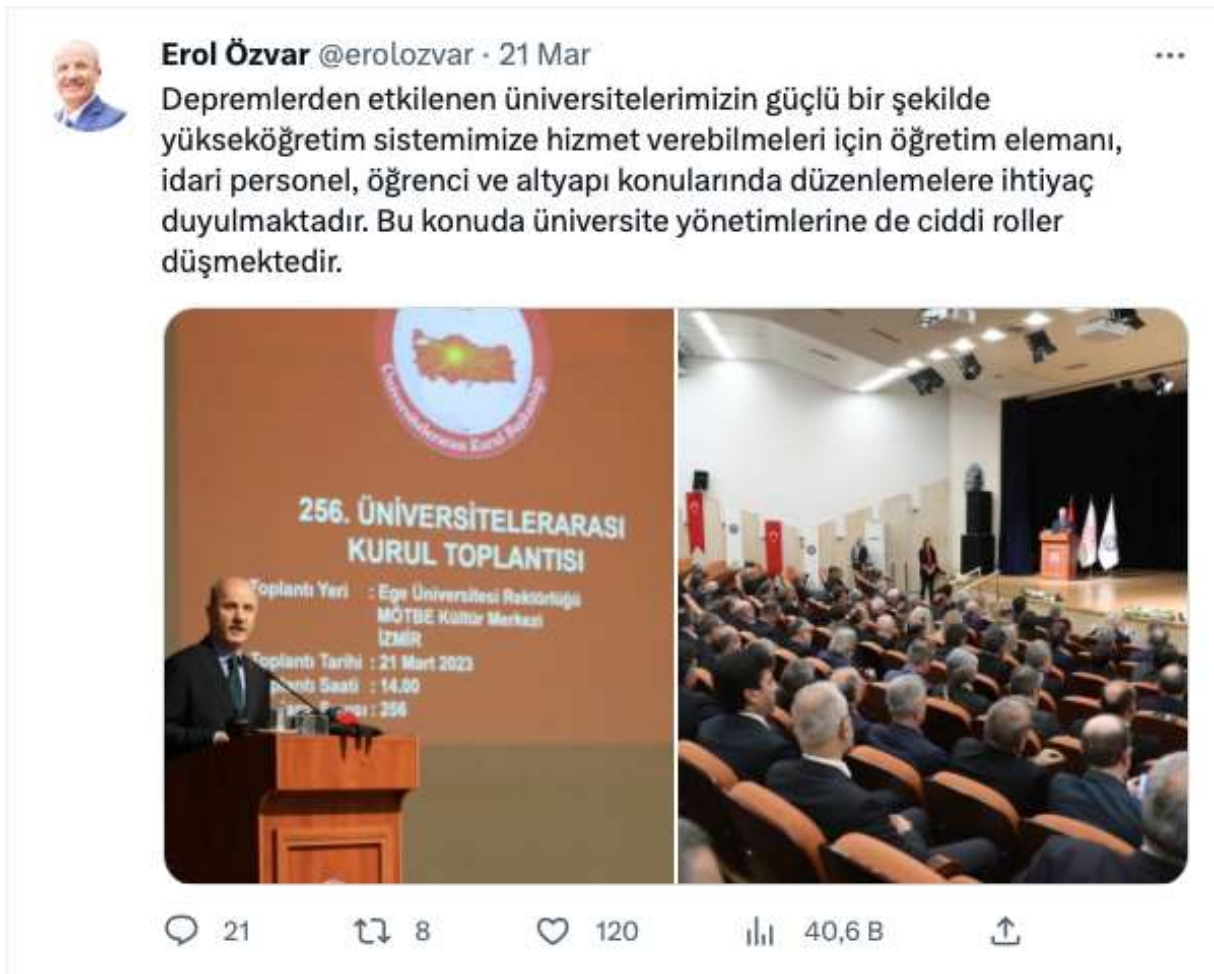 Erol Özvar @erolozvar · 21 Mar
Depremlerden etkilenen üniversitelerimizin güçlü bir şekilde
yükseköğretim sistemimize hizmet verebilmeleri için öğretim elemanı,
idari personel, öğrenci ve altyapı konularında düzenlemelere ihtiyaç
duyulmaktadır. Bu konuda üniversite yönetimlerine de ciddi roller
düşmektedir.
Üniversitelerarası Kurul Başkanlığı
256. ÜNİVERSİTELERARASI
KURUL TOPLANTISI
Toplantı Yeri : Ege Üniversitesi Rektörlüğü
MÖTBE Kültür Merkezi
İZMİR
Toplantı Tarihi : 21 Mart 2023
Saati : 14.00
: 256
21 8 120 40,6 B